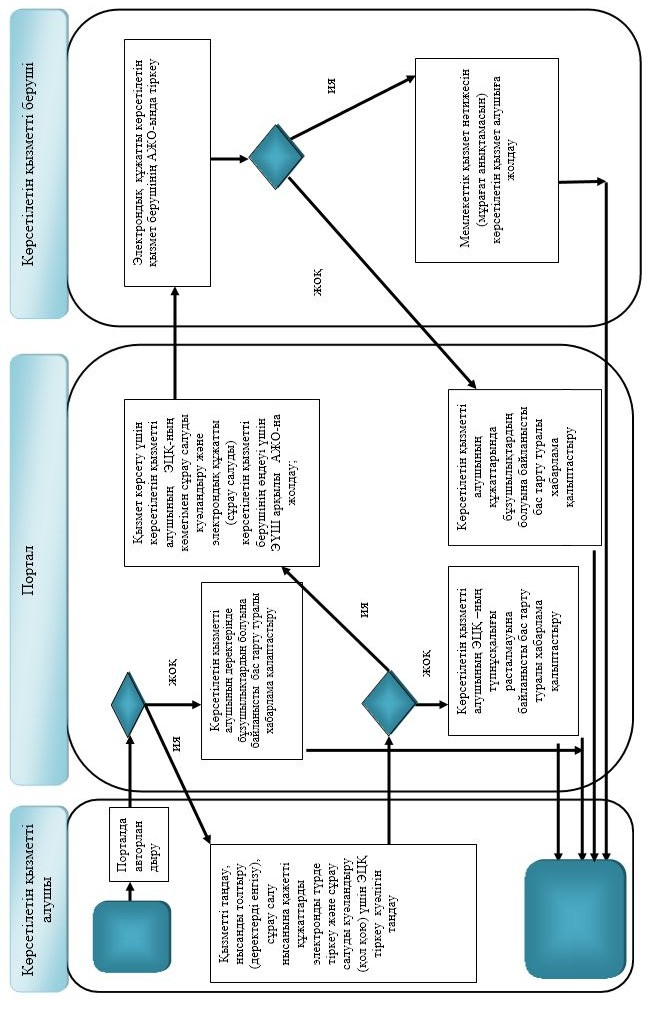 Көрсетілетін қызметті
алушы
Портал
Көрсетілетін қызметті беруші
Порталда
авторлан
дыру
жоқ
ия
Көрсетілетін қызметті
алушының деректерінде
бұзушылықтардың болуына
байланысты бас тарту туралы
хабарлама қалаптастыру
Қызметті таңдау,
нысанды толтыру
(деректерді енгізу),
сұрау салу
нысанына қажетті
құжаттарды
электронды түрде
тіркеу және сұрау
салуды куәландыру
(қол қою) үшін ЭЦҚ
тіркеу куәлігін
таңдау
ия
жоқ
Көрсетілетін қызметті
алушының ЭЦҚ –ның
түпнұсқалығы
расталмауына
байланысты бас тарту
туралы хабарлама
қалыптастыру
Қызмет көрсету үшін
көрсетілетін қызметті
алушының ЭЦҚ-ның
көмегімен сұрау салуды
куәландыру және
электрондық құжатты
(сұрау салуды)
көрсетілетін қызметті
берушінің өңдеуі үшін
ЭҮШ арқылы АЖО-на
жолдау;
Электрондық құжатты көрсетілетін
қызмет берушінің АЖО-ында тіркеу
ия
жоқ
Көрсетілетін қызметті
алушының
құжаттарында
бұзушылықтардың
болуына байланысты
бас тарту туралы
хабарлама
қалыптастыру
Мемлекеттік қызмет нәтижесін
(мұрағат анықтамасын)
көрсетілетін қызмет алушыға
жолдау